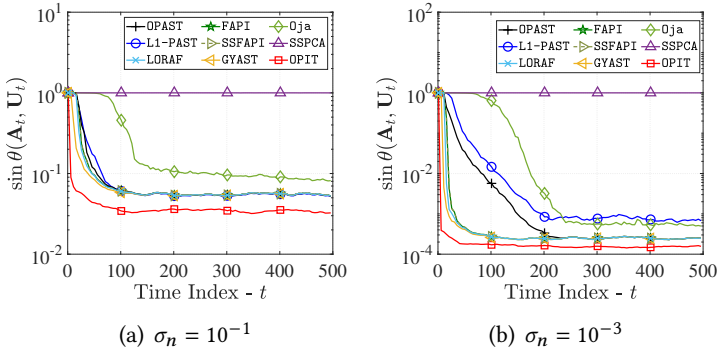 10^1
10^0
10^-1
10^-2
sin θ(A_t, U_t)
OPAST FAPI Oja
L1-PAST SSFAPI SSPCA
LORAF GYAST OPIT
0 100 200 300 400 500
Time Index - t
(a) σ_n = 10^-1
10^2
10^0
10^-2
10^-4
sin θ(A_t, U_t)
OPAST FAPI Oja
L1-PAST SSFAPI SSPCA
LORAF GYAST OPIT
0 100 200 300 400 500
Time Index - t
(b) σ_n = 10^-3